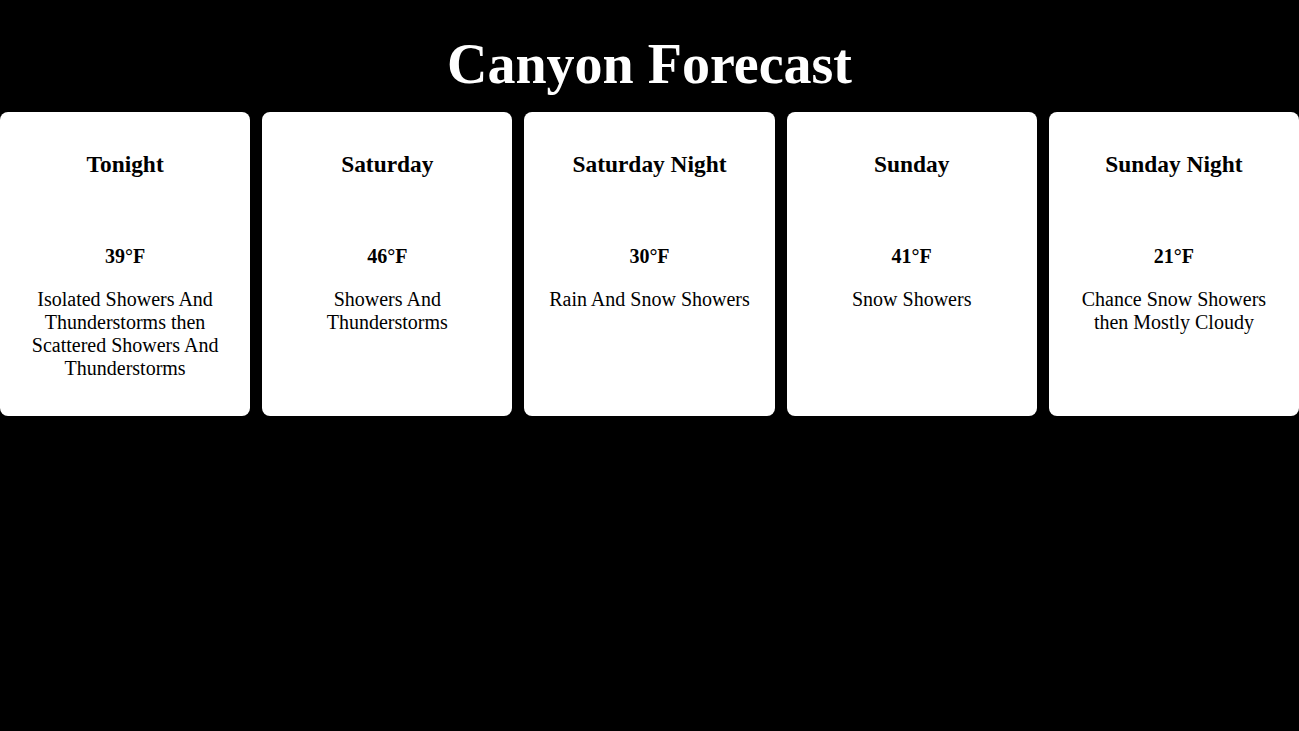 Canyon Forecast
Tonight
39°F
Isolated Showers And
Thunderstorms then
Scattered Showers And
Thunderstorms
Saturday
46°F
Showers And
Thunderstorms
Saturday Night
30°F
Rain And Snow Showers
Sunday
41°F
Snow Showers
Sunday Night
21°F
Chance Snow Showers
then Mostly Cloudy